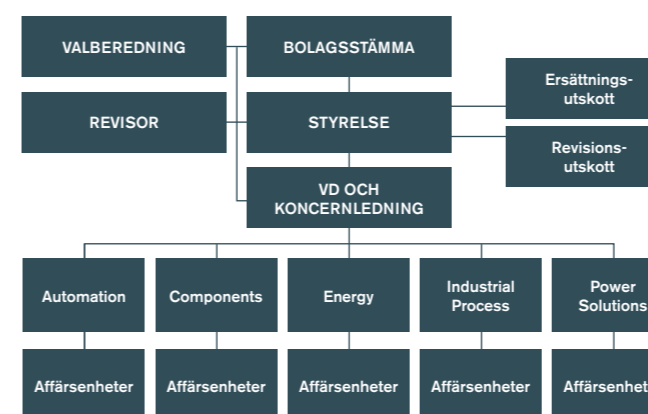 VALBEREDNING
BOLAGSSTÄMMA
Ersättnings-
utskott
REVISOR
STYRELSE
Revisions-
utskott
VD OCH
KONCERNLEDNING
Automation
Components
Energy
Industrial
Process
Power
Solutions
Affärsenheter
Affärsenheter
Affärsenheter
Affärsenheter
Affärsenhet